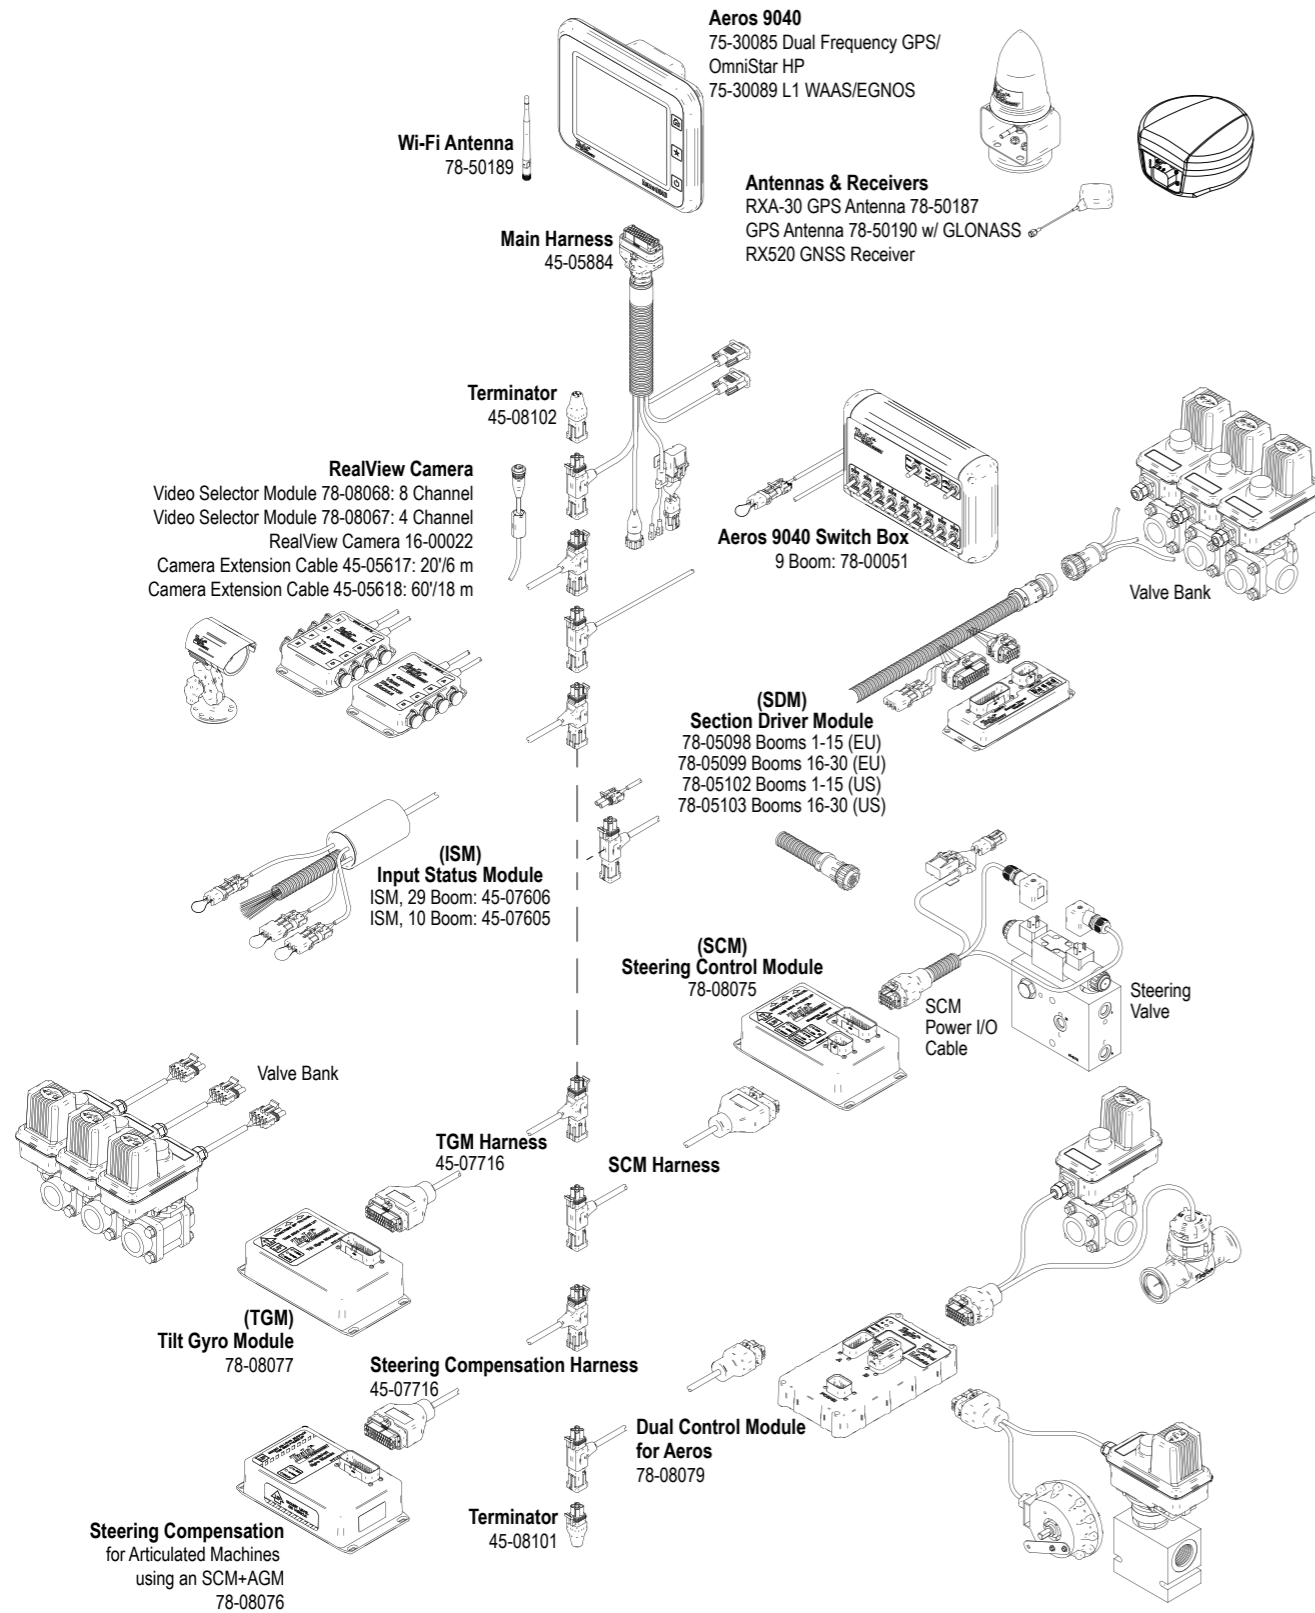 Aeros 9040
75-30085 Dual Frequency GPS/
OmniStar HP
75-30089 L1 WAAS/EGNOS
Wi-Fi Antenna
78-50189
Antennas & Receivers
RXA-30 GPS Antenna 78-50187
GPS Antenna 78-50190 w/ GLONASS
RX520 GNSS Receiver
Main Harness
45-05884
Terminator
45-08102
RealView Camera
Video Selector Module 78-08068: 8 Channel
Video Selector Module 78-08067: 4 Channel
RealView Camera 16-00022
Camera Extension Cable 45-05617: 20'/6 m
Camera Extension Cable 45-05618: 60'/18 m
Aeros 9040 Switch Box
9 Boom: 78-00051
Valve Bank
(SDM)
Section Driver Module
78-05098 Booms 1-15 (EU)
78-05099 Booms 16-30 (EU)
78-05102 Booms 1-15 (US)
78-05103 Booms 16-30 (US)
(ISM)
Input Status Module
ISM, 29 Boom: 45-07606
ISM, 10 Boom: 45-07605
(SCM)
Steering Control Module
78-08075
SCM
Power I/O
Cable
Steering
Valve
Valve Bank
TGM Harness
45-07716
SCM Harness
(TGM)
Tilt Gyro Module
78-08077
Steering Compensation Harness
45-07716
Dual Control Module
for Aeros
78-08079
Steering Compensation
for Articulated Machines
using an SCM+AGM
78-08076
Terminator
45-08101